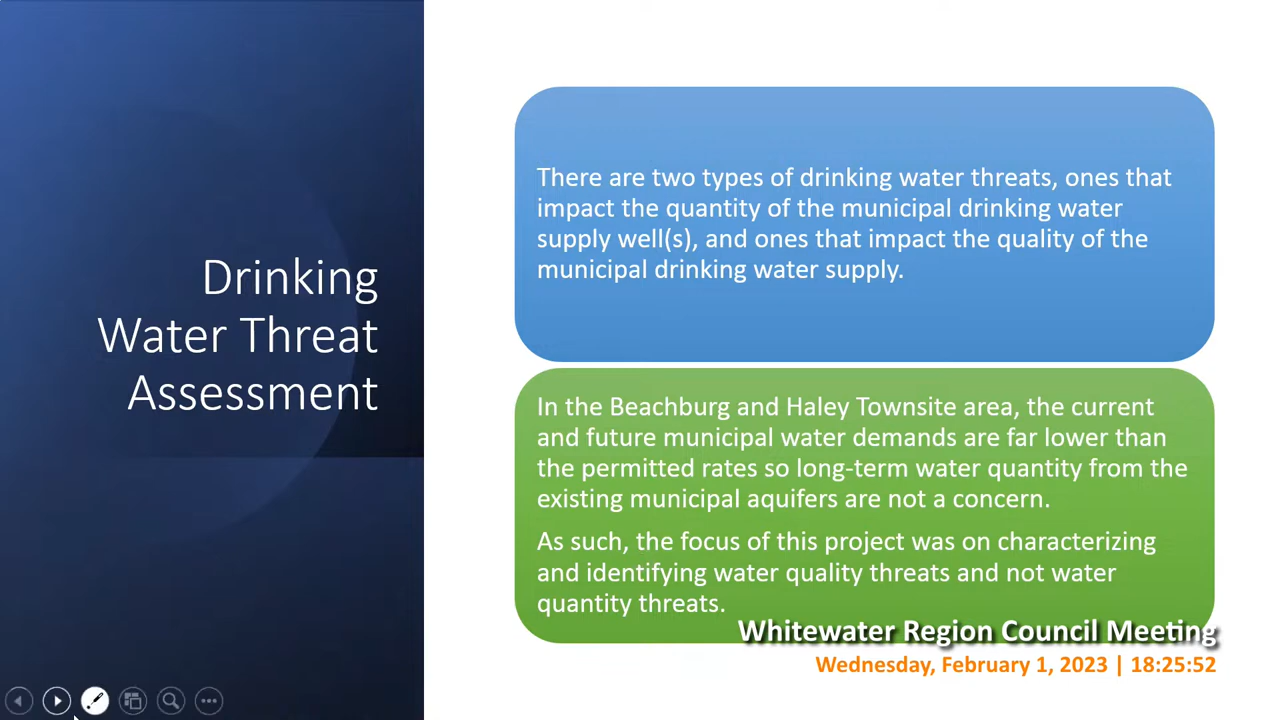 Drinking
Water Threat
Assessment
There are two types of drinking water threats, ones that
impact the quantity of the municipal drinking water
supply well(s), and ones that impact the quality of the
municipal drinking water supply.
In the Beachburg and Haley Townsite area, the current
and future municipal water demands are far lower than
the permitted rates so long-term water quantity from the
existing municipal aquifers are not a concern.
As such, the focus of this project was on characterizing
and identifying water quality threats and not water
quantity threats.
Whitewater Region Council Meeting
Wednesday, February 1, 2023 | 18:25:52